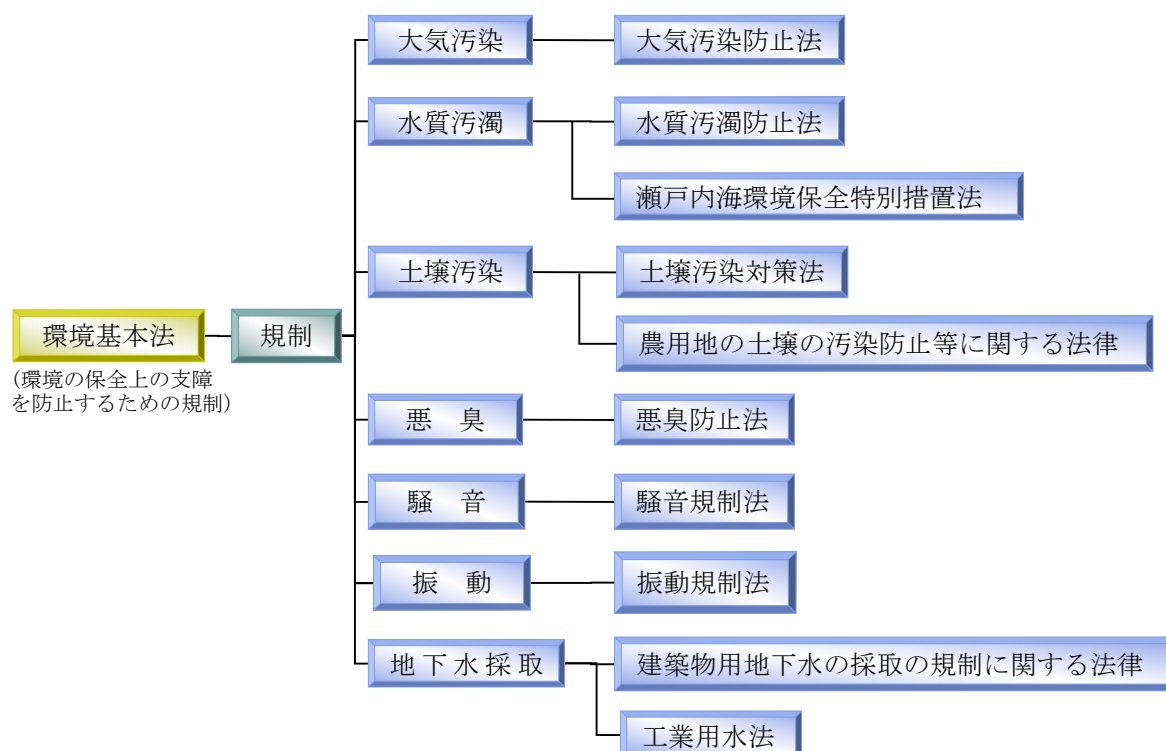 大気汚染
大気汚染防止法
水質汚濁
水質汚濁防止法
瀬戸内海環境保全特別措置法
土壌汚染
土壌汚染対策法
農用地の土壌の汚染防止等に関する法律
環境基本法
規制
(環境の保全上の支障
を防止するための規制)
悪　臭
悪臭防止法
騒　音
騒音規制法
振　動
振動規制法
地下水採取
建築物用地下水の採取の規制に関する法律
工業用水法